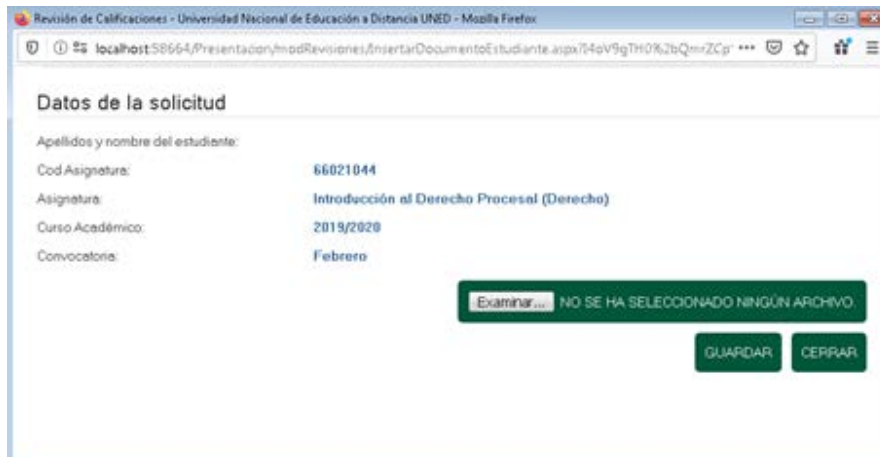 Revisión de Calificaciones - Universidad Nacional de Educación a Distancia UNED - Mozilla Firefox
localhost:58664/Presentacion/modRevisiones/InsertarDocumentoEstudiante.aspx?
Datos de la solicitud
Apellidos y nombre del estudiante:
Cod Asignatura: 66021044
Asignatura: Introducción al Derecho Procesal (Derecho)
Curso Académico: 2019/2020
Convocatoria: Febrero
Examinar... NO SE HA SELECCIONADO NINGÚN ARCHIVO.
GUARDAR CERRAR